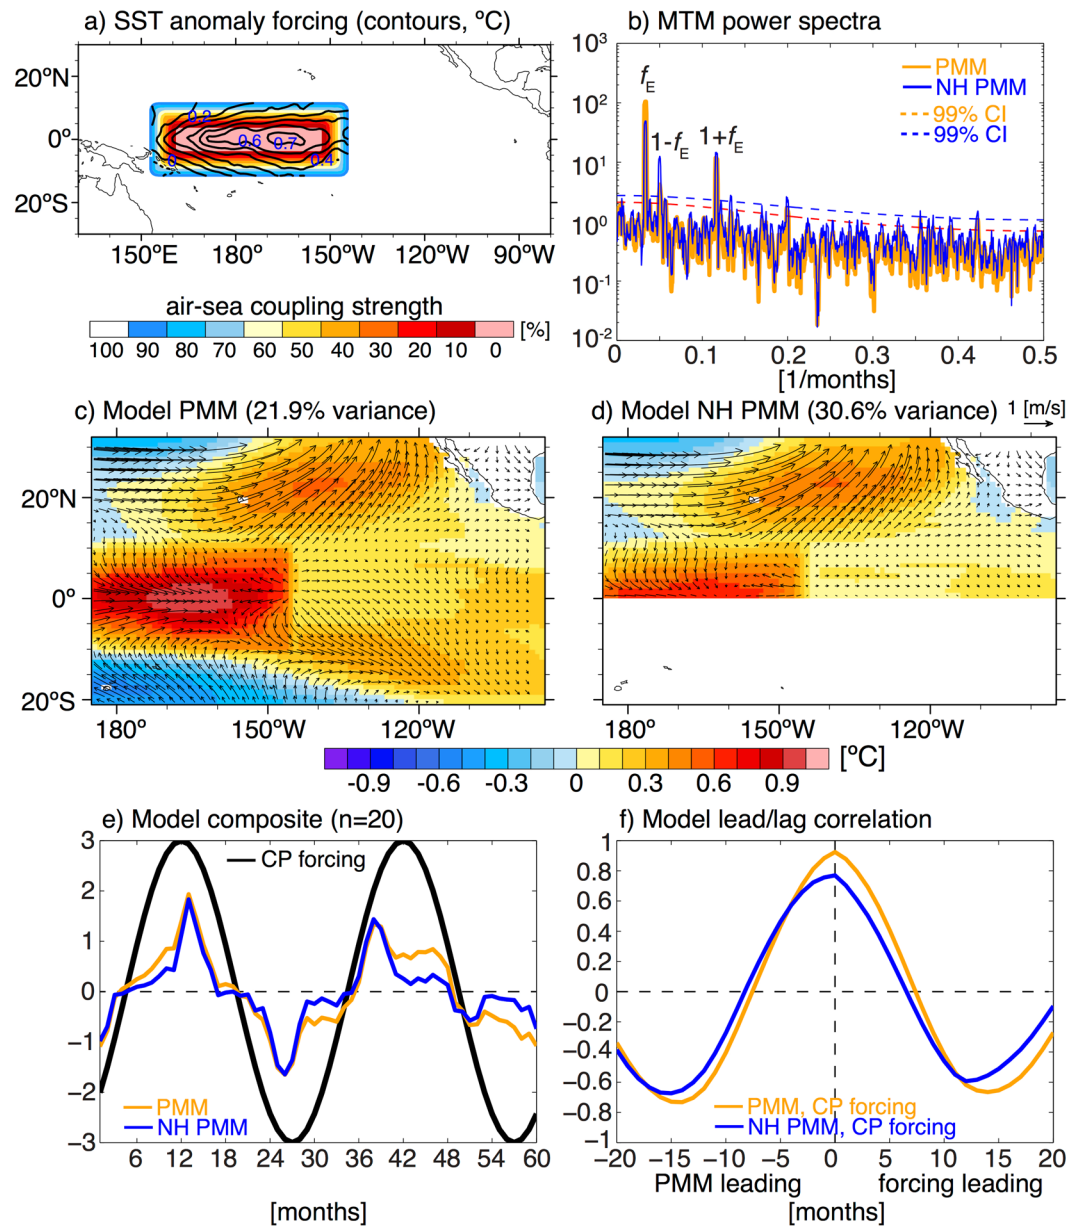 a) SST anomaly forcing (contours, ºC)
20ºN
0º
20ºS
0.2
0.6
0.7
0
0.4
150ºE
180º
150ºW
120ºW
90ºW
air-sea coupling strength
[%]
100 90 80 70 60 50 40 30 20 10 0
b) MTM power spectra
10³
10²
10¹
10⁰
10⁻¹
10⁻²
fE
1-fE
1+fE
PMM
NH PMM
99% CI
99% CI
0 0.1 0.2 0.3 0.4 0.5
[1/months]
c) Model PMM (21.9% variance)
20ºN
0º
20ºS
180º 150ºW 120ºW
d) Model NH PMM (30.6% variance)
1 [m/s]
20ºN
0º
20ºS
180º 150ºW 120ºW
[ºC]
-0.9 -0.6 -0.3 0 0.3 0.6 0.9
e) Model composite (n=20)
CP forcing
3
2
1
0
−1
−2
−3
PMM
NH PMM
6 12 18 24 30 36 42 48 54 60
[months]
f) Model lead/lag correlation
1
0.8
0.6
0.4
0.2
0
−0.2
−0.4
−0.6
−0.8
−1
PMM, CP forcing
NH PMM, CP forcing
−20 −15 −10 −5 0 5 10 15 20
PMM leading
forcing leading
[months]